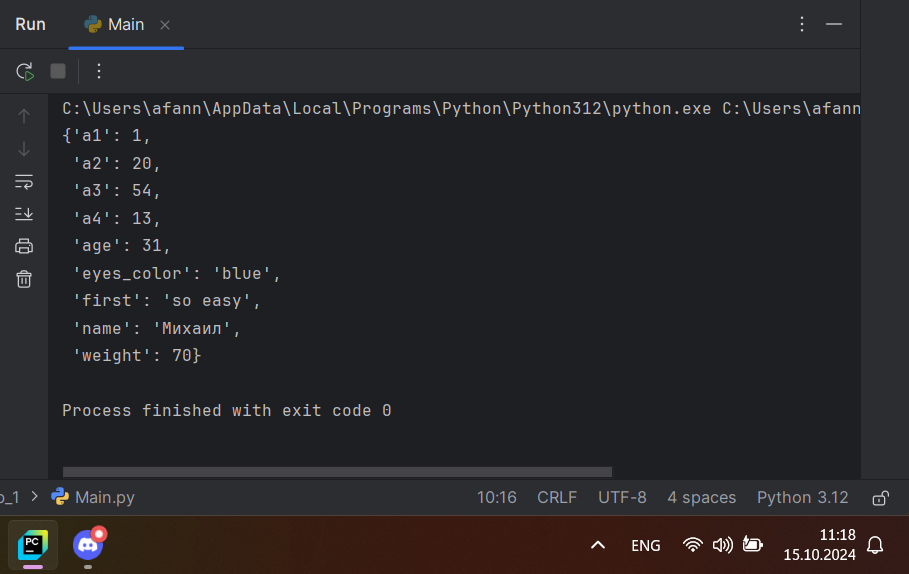 Run Main
C:\Users\afann\AppData\Local\Programs\Python\Python312\python.exe C:\Users\afann
{'a1': 1,
'a2': 20,
'a3': 54,
'a4': 13,
'age': 31,
'eyes_color': 'blue',
'first': 'so easy',
'name': 'Михаил',
'weight': 70}
Process finished with exit code 0
o_1 > Main.py 10:16 CRLF UTF-8 4 spaces Python 3.12
PC ENG 11:18
15.10.2024